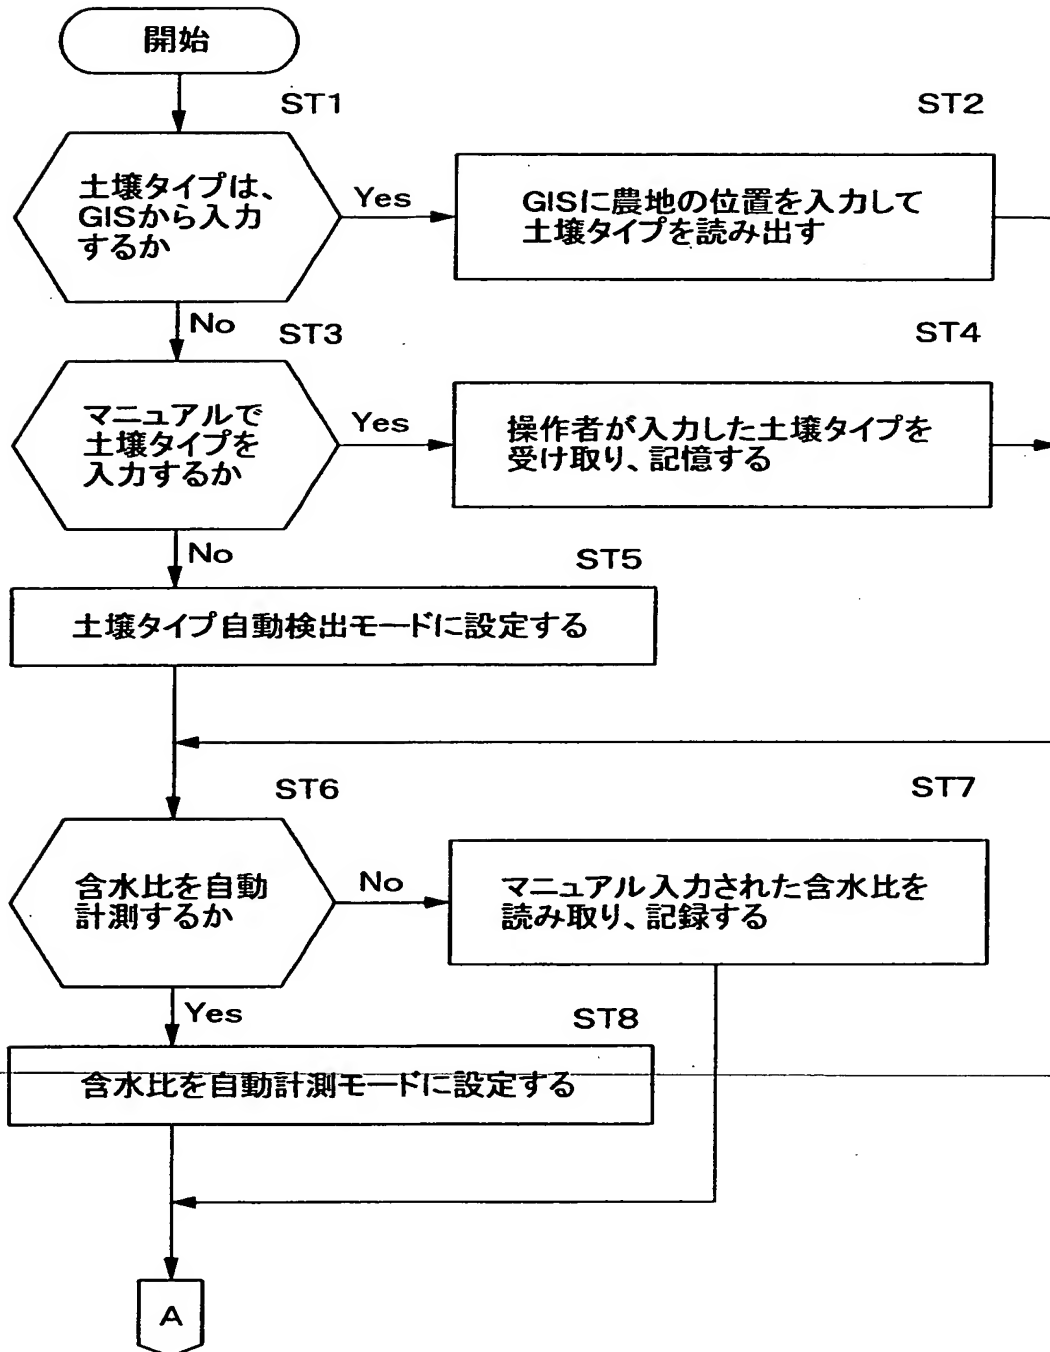 開始
ST1
土壌タイプは、
GISから入力
するか
Yes
ST2
GISに農地の位置を入力して
土壌タイプを読み出す
No
ST3
マニュアルで
土壌タイプを
入力するか
Yes
ST4
操作者が入力した土壌タイプを
受け取り、記憶する
No
ST5
土壌タイプ自動検出モードに設定する
ST6
含水比を自動
計測するか
No
ST7
マニュアル入力された含水比を
読み取り、記録する
Yes
ST8
含水比を自動計測モードに設定する
A